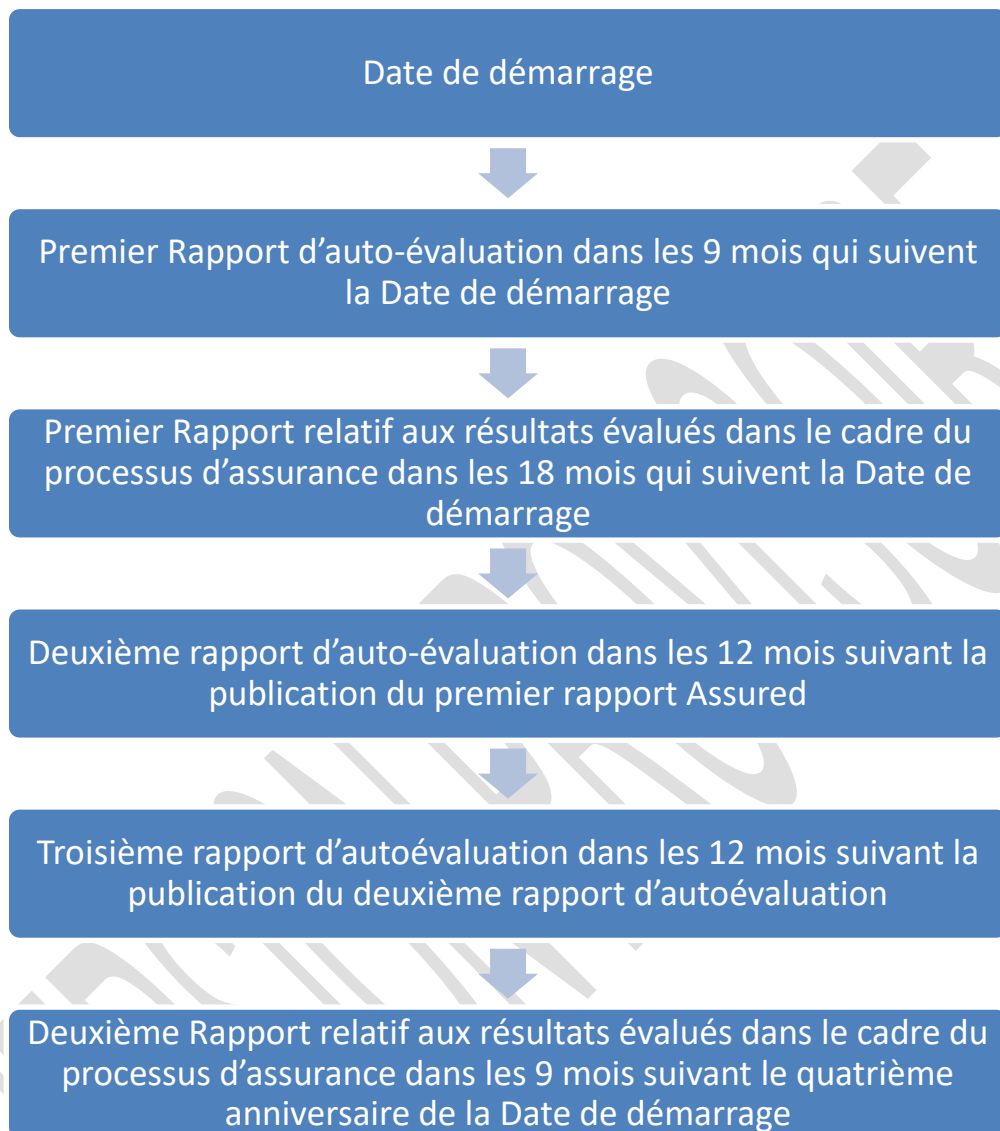 Date de démarrage
Premier Rapport d’auto-évaluation dans les 9 mois qui suivent
la Date de démarrage
Premier Rapport relatif aux résultats évalués dans le cadre du
processus d’assurance dans les 18 mois qui suivent la Date de
démarrage
Deuxième rapport d’auto-évaluation dans les 12 mois suivant la
publication du premier rapport Assured
Troisième rapport d’autoévaluation dans les 12 mois suivant la
publication du deuxième rapport d’autoévaluation
Deuxième Rapport relatif aux résultats évalués dans le cadre du
processus d’assurance dans les 9 mois suivant le quatrième
anniversaire de la Date de démarrage